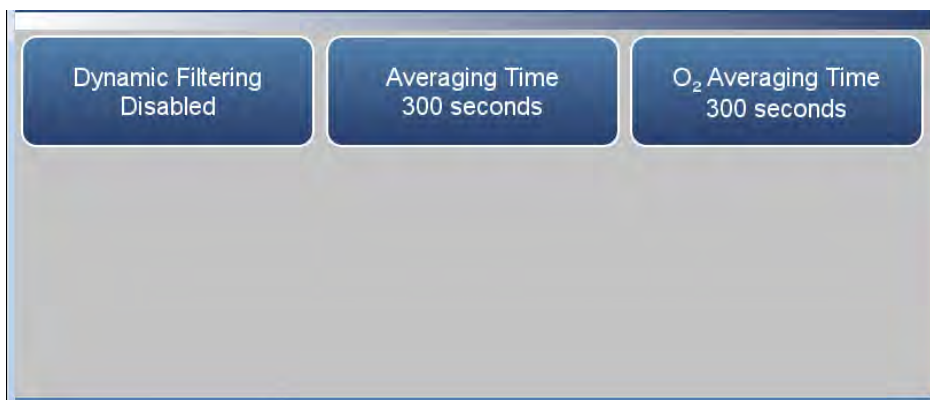 Dynamic Filtering
Disabled
Averaging Time
300 seconds
O₂ Averaging Time
300 seconds